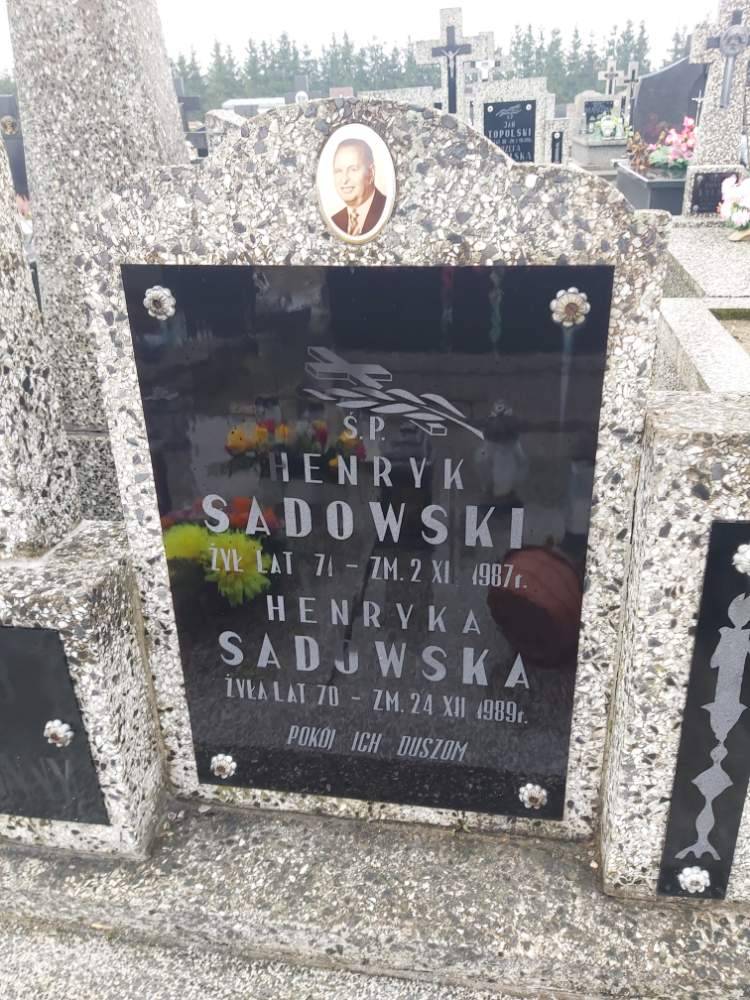 Ś.P.
HENRYK
SADOWSKI
ŻYŁ LAT 71 – ZM. 2 XI. 1987r.
HENRYKA
SADOWSKA
ŻYŁA LAT 70 – ZM. 24 XII 1989r.
POKÓJ ICH DUSZOM
JAN
TOPOLSKI